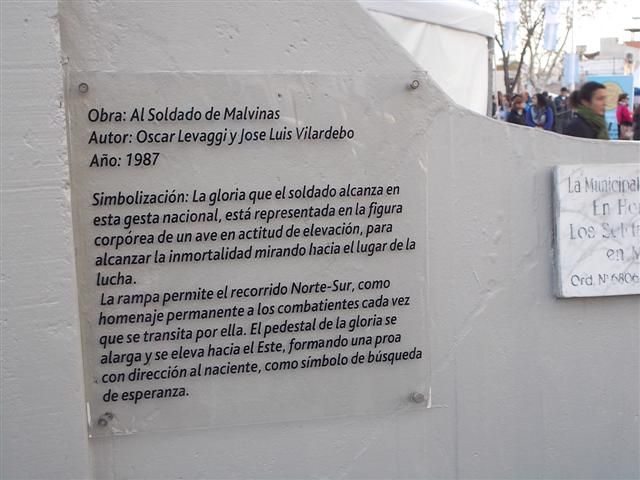 Obra: Al Soldado de Malvinas
Autor: Oscar Levaggi y Jose Luis Vilardebo
Año: 1987
Simbolización: La gloria que el soldado alcanza en
esta gesta nacional, está representada en la figura
corpórea de un ave en actitud de elevación, para
alcanzar la inmortalidad mirando hacia el lugar de la
lucha.
La rampa permite el recorrido Norte-Sur, como
homenaje permanente a los combatientes cada vez
que se transita por ella. El pedestal de la gloria se
alarga y se eleva hacia el Este, formando una proa
con dirección al naciente, como símbolo de búsqueda
de esperanza.
La Municipal
En Ho
Los Sol
en M
Ord. Nº 6806